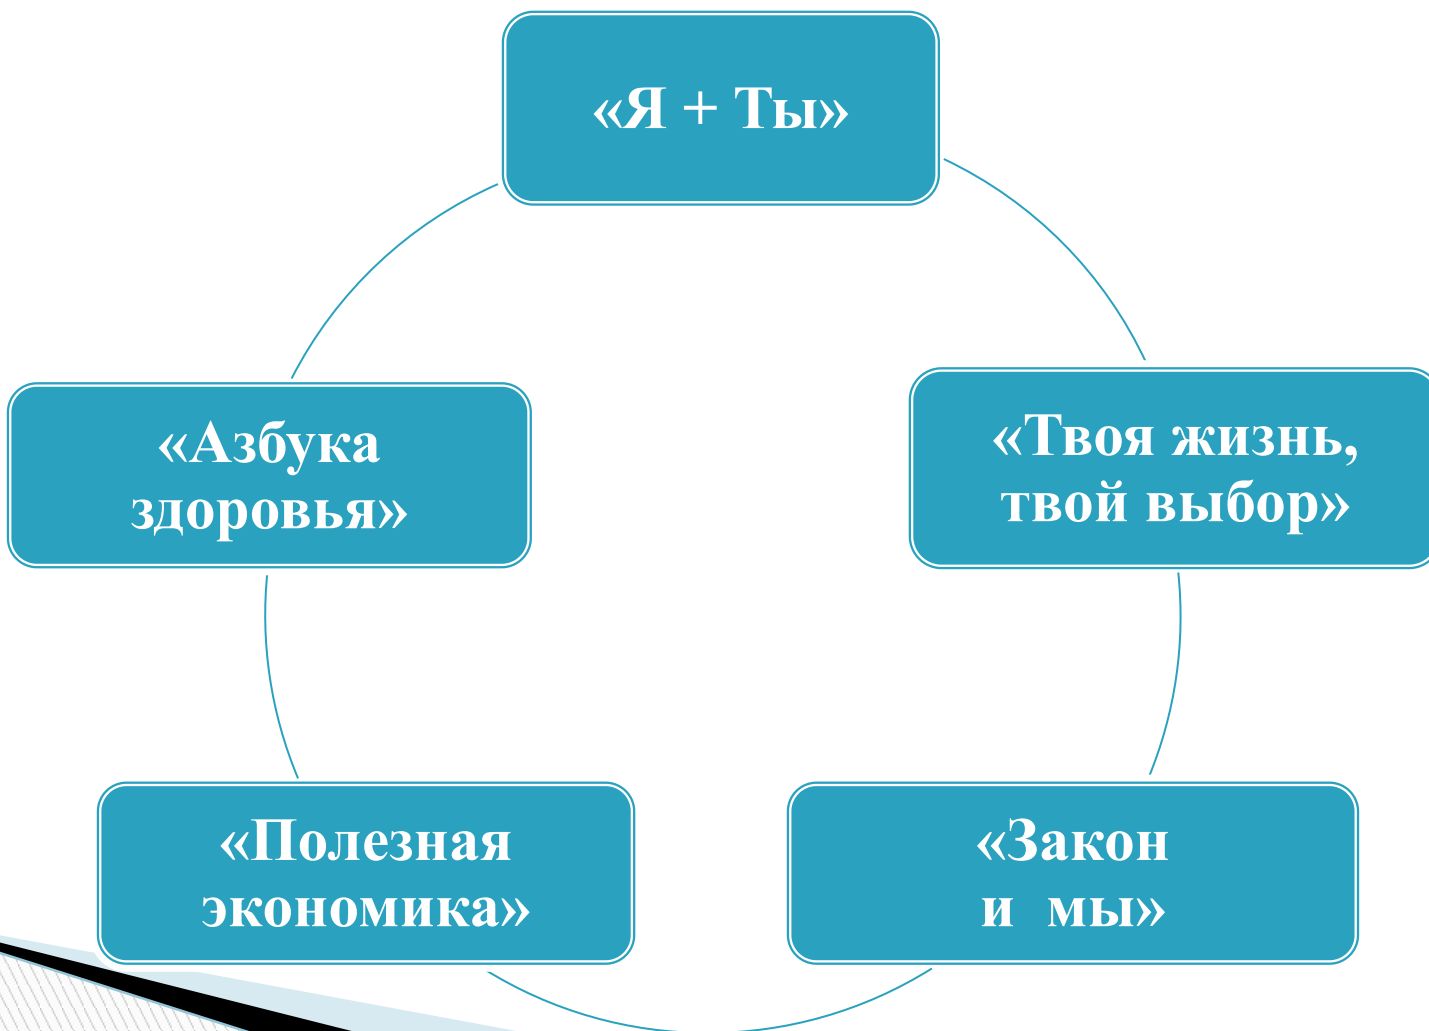 «Я + Ты»
«Твоя жизнь,
твой выбор»
«Закон
и мы»
«Полезная
экономика»
«Азбука
здоровья»